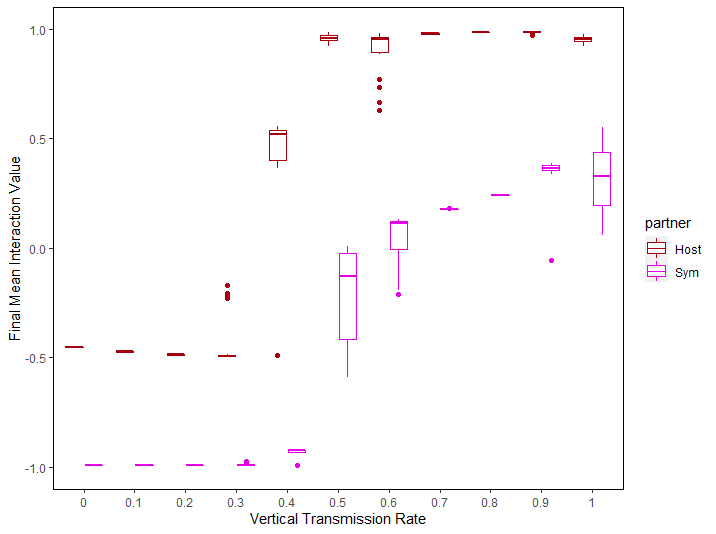 1.0
0.5
0.0
-0.5
-1.0
Final Mean Interaction Value
0 0.1 0.2 0.3 0.4 0.5 0.6 0.7 0.8 0.9 1
Vertical Transmission Rate
partner
Host
Sym